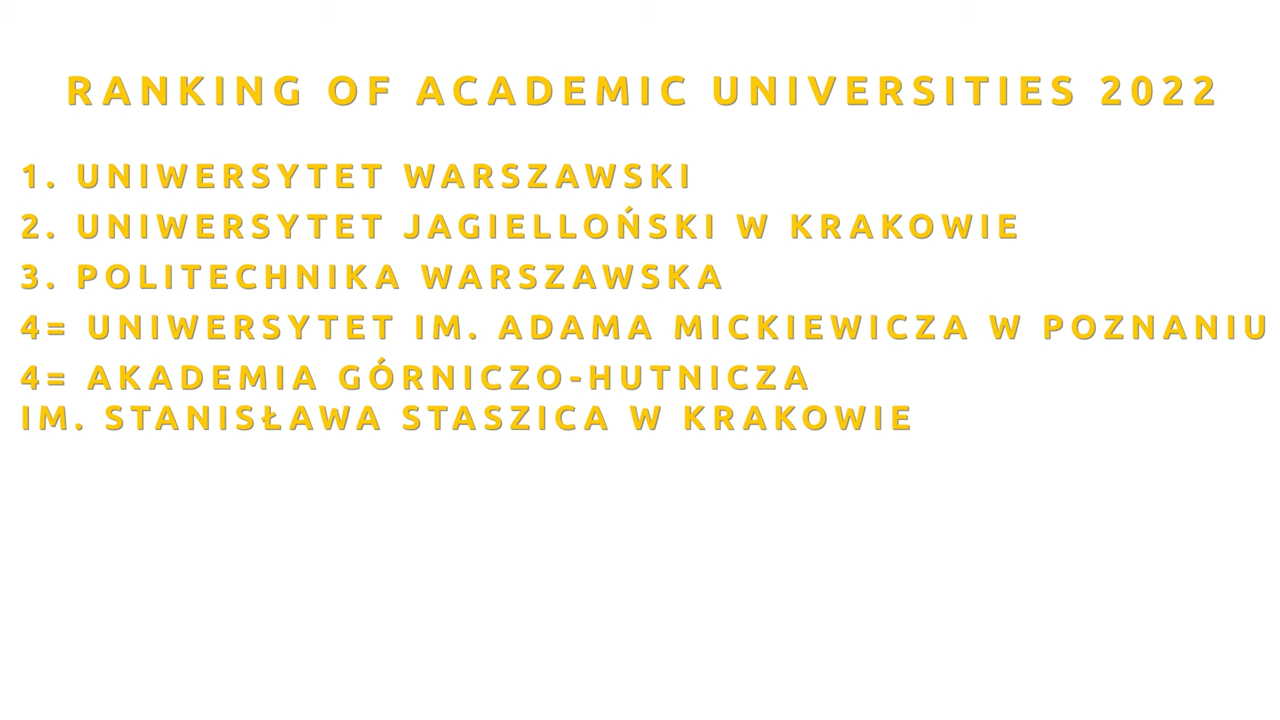 RANKING OF ACADEMIC UNIVERSITIES 2022
1. UNIWERSYTET WARSZAWSKI
2. UNIWERSYTET JAGIELLOŃSKI W KRAKOWIE
3. POLITECHNIKA WARSZAWSKA
4= UNIWERSYTET IM. ADAMA MICKIEWICZA W POZNANIU
4= AKADEMIA GÓRNICZO-HUTNICZA
IM. STANISŁAWA STASZICA W KRAKOWIE